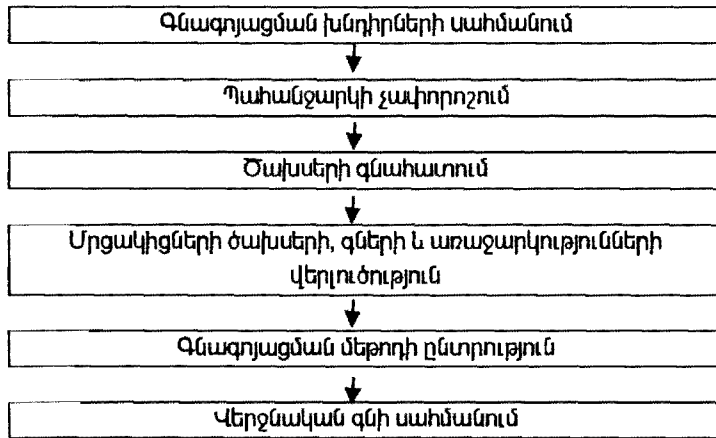 Գնագոյացման խնդիրների սահմանում
Պահանջարկի չափորոշում
Ծախսերի գնահատում
Մրցակիցների ծախսերի, գների և առաջարկությունների
վերլուծություն
Գնագոյացման մեթոդի ընտրություն
Վերջնական գնի սահմանում